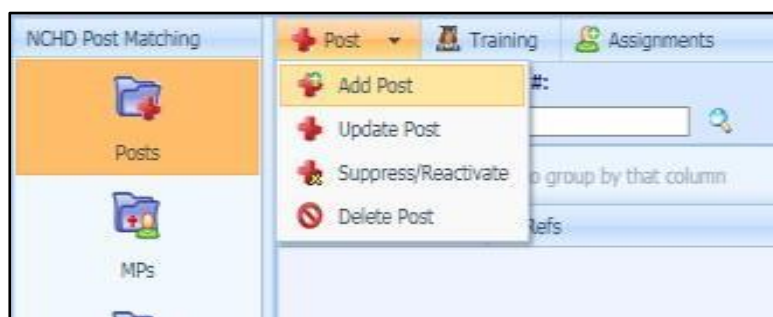 NCHD Post Matching
Post
Training
Assignments
Add Post
#:
Update Post
Posts
Suppress/Reactivate
o group by that column
Delete Post
Refs
MPs